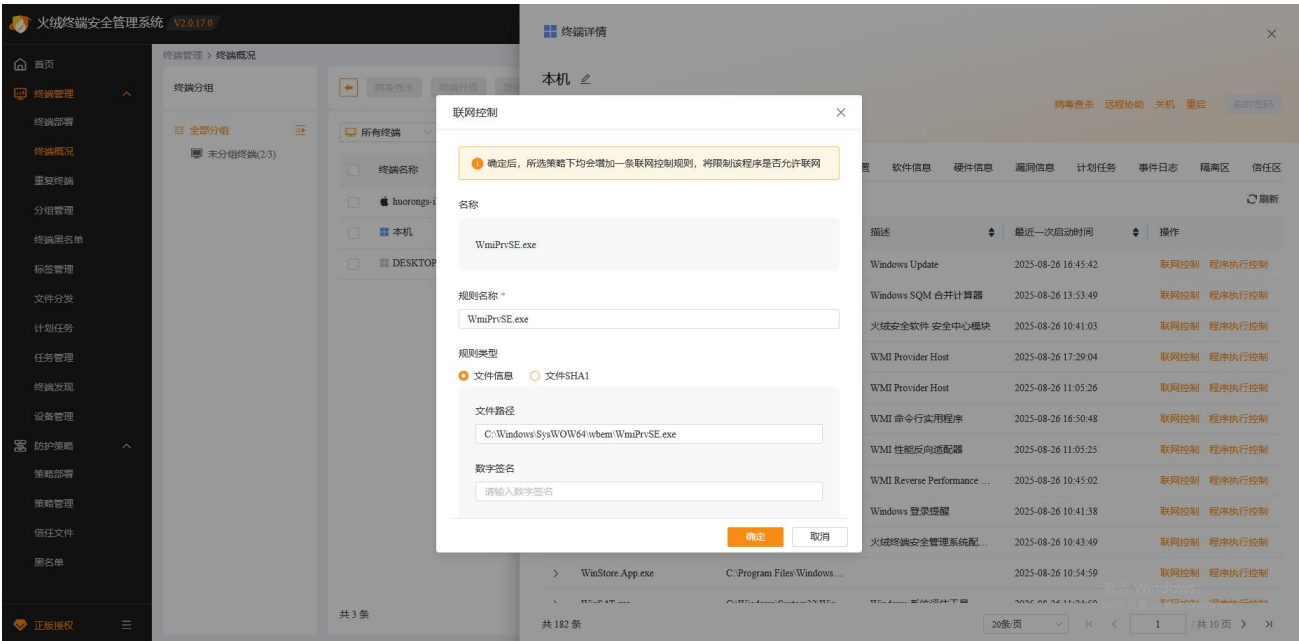 火绒终端安全管理系统 V2.0.17.0
首页
终端管理
终端部署
终端概况
重复终端
分组管理
终端黑名单
标签管理
文件分发
计划任务
任务管理
终端发现
设备管理
防护策略
策略部署
策略管理
信任文件
黑名单
正版授权
终端管理 > 终端概况
终端分组
全部分组
未分组终端(2/3)
病毒查杀 终端升级
所有终端
终端名称
huorongs-i
本机
DESKTOP
共 3 条
终端详情
本机
病毒查杀 远程协助 关机 重启 临时密码
软件信息 硬件信息 漏洞信息 计划任务 事件日志 隔离区 信任区
刷新
描述 最近一次启动时间 操作
Windows Update 2025-08-26 16:45:42 联网控制 程序执行控制
Windows SQM 合并计算器 2025-08-26 13:53:49 联网控制 程序执行控制
火绒安全软件 安全中心模块 2025-08-26 10:41:03 联网控制 程序执行控制
WMI Provider Host 2025-08-26 17:29:04 联网控制 程序执行控制
WMI Provider Host 2025-08-26 11:05:26 联网控制 程序执行控制
WMI 命令行实用程序 2025-08-26 16:50:48 联网控制 程序执行控制
WMI 性能反向适配器 2025-08-26 11:05:25 联网控制 程序执行控制
WMI Reverse Performance ... 2025-08-26 10:45:02 联网控制 程序执行控制
Windows 登录提醒 2025-08-26 10:41:38 联网控制 程序执行控制
火绒终端安全管理系统配... 2025-08-26 10:43:49 联网控制 程序执行控制
WinStore.App.exe C:\Program Files\Windows... 2025-08-26 10:54:59 联网控制 程序执行控制
共 182 条 20条/页 1 / 共 10 页
激活 Windows
联网控制
确定后，所选策略下均会增加一条联网控制规则，将限制该程序是否允许联网
名称
WmiPrvSE.exe
规则名称 *
WmiPrvSE.exe
规则类型
文件信息 文件SHA1
文件路径
C:\Windows\SysWOW64\wbem\WmiPrvSE.exe
数字签名
请输入数字签名
确定 取消